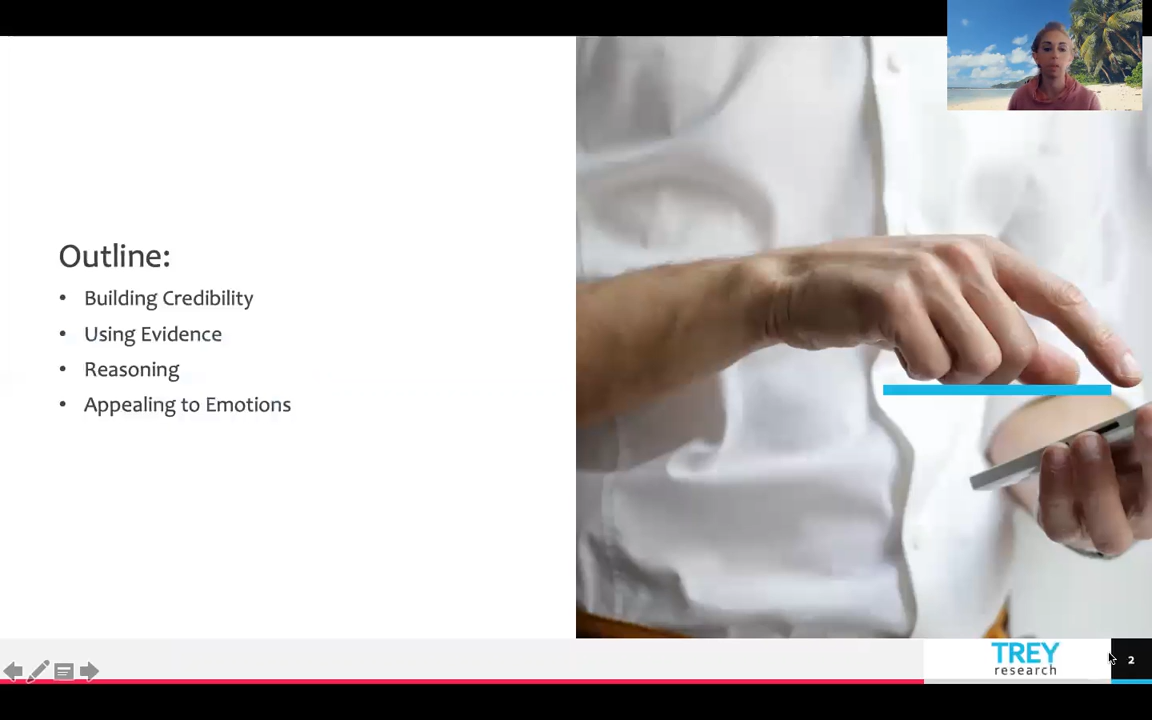 Outline:
• Building Credibility
• Using Evidence
• Reasoning
• Appealing to Emotions
TREY
research
2